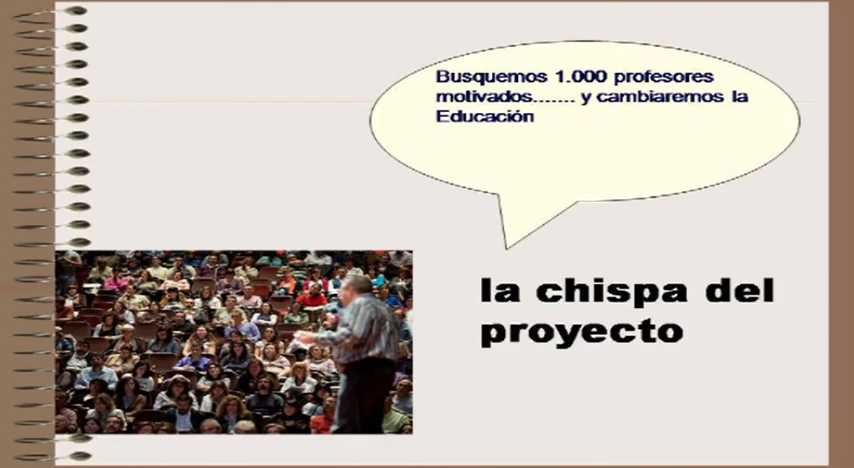 Busquemos 1.000 profesores
motivados....... y cambiaremos la
Educación
la chispa del
proyecto